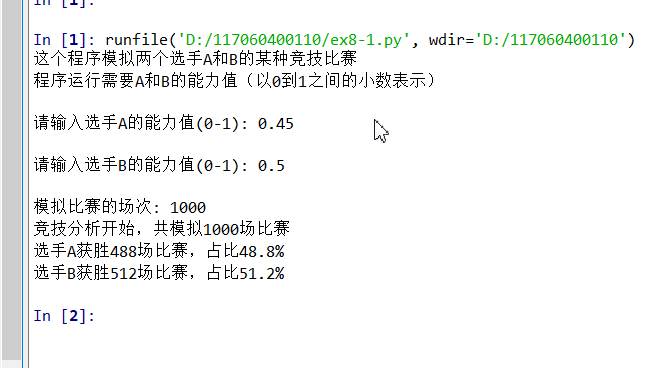 In [1]:
In [1]: runfile('D:/117060400110/ex8-1.py', wdir='D:/117060400110')
这个程序模拟两个选手A和B的某种竞技比赛
程序运行需要A和B的能力值（以0到1之间的小数表示）
请输入选手A的能力值(0-1): 0.45
请输入选手B的能力值(0-1): 0.5
模拟比赛的场次: 1000
竞技分析开始，共模拟1000场比赛
选手A获胜488场比赛，占比48.8%
选手B获胜512场比赛，占比51.2%
In [2]: